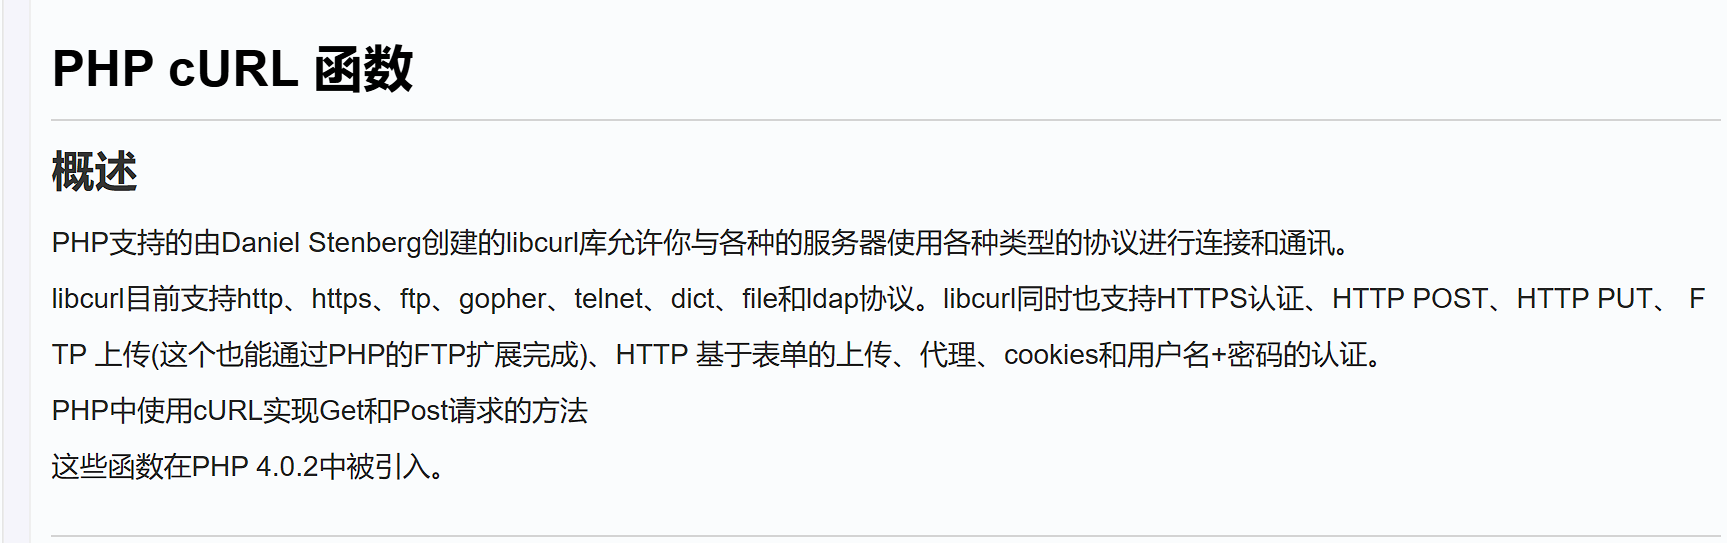 PHP cURL 函数
概述
PHP支持的由Daniel Stenberg创建的libcurl库允许你与各种的服务器使用各种类型的协议进行连接和通讯。
libcurl目前支持http、https、ftp、gopher、telnet、dict、file和ldap协议。libcurl同时也支持HTTPS认证、HTTP POST、HTTP PUT、 F
TP 上传(这个也能通过PHP的FTP扩展完成)、HTTP 基于表单的上传、代理、cookies和用户名+密码的认证。
PHP中使用cURL实现Get和Post请求的方法
这些函数在PHP 4.0.2中被引入。